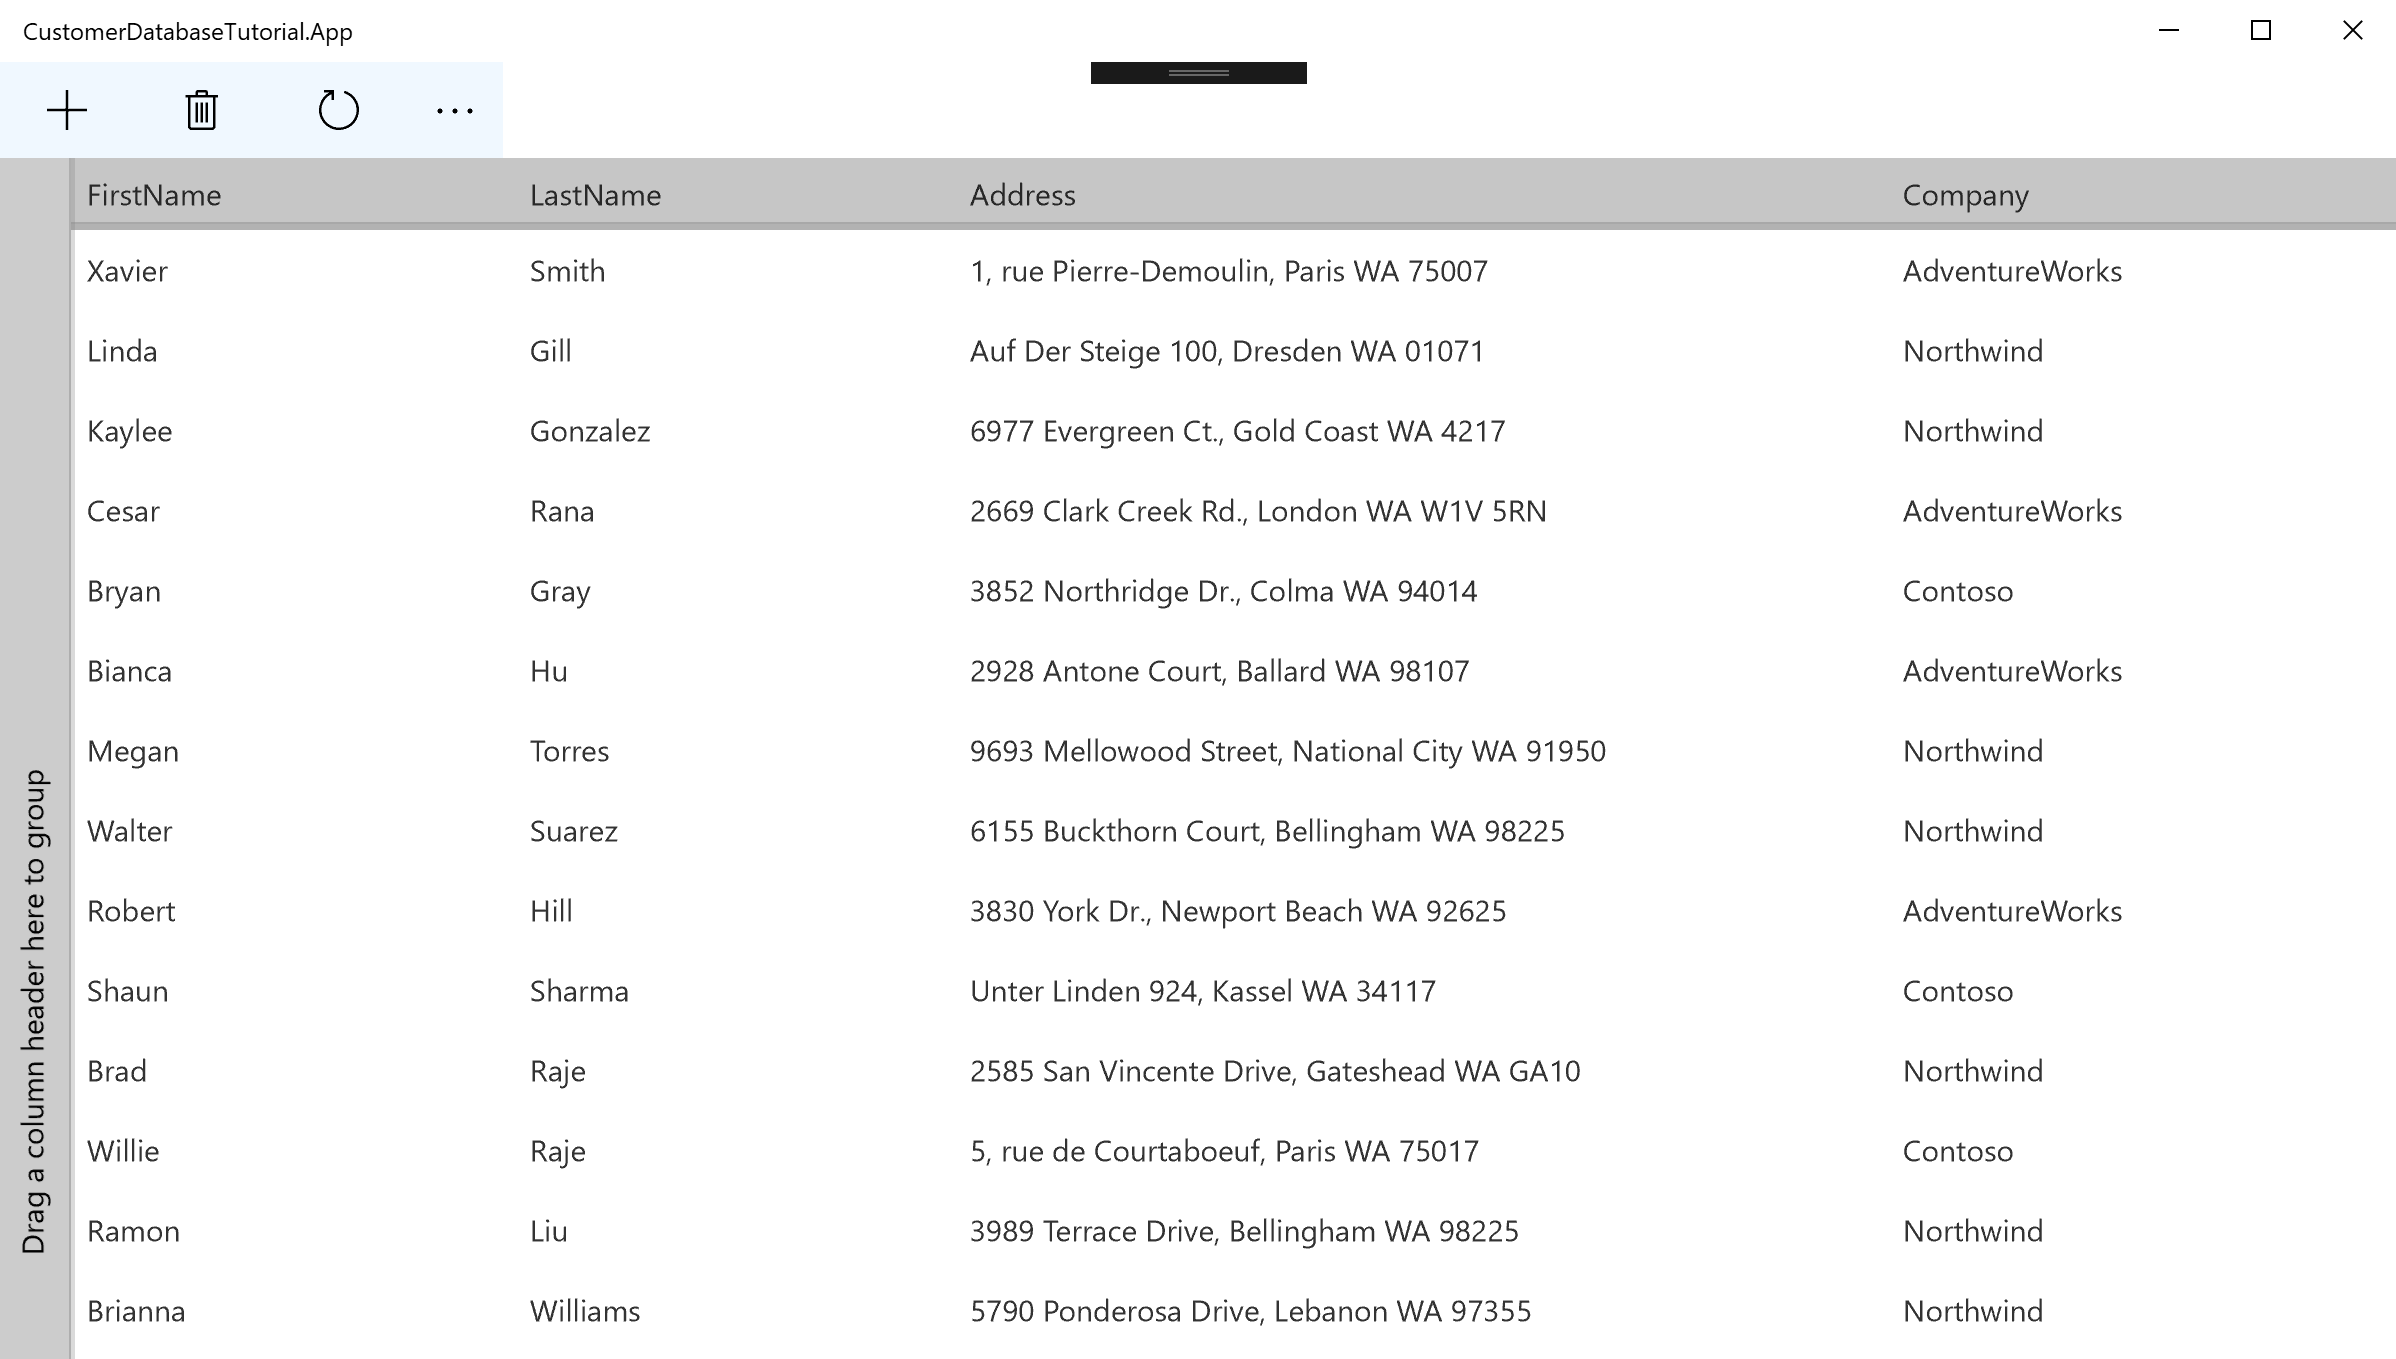 CustomerDatabaseTutorial.App
FirstName LastName Address Company
Xavier Smith 1, rue Pierre-Demoulin, Paris WA 75007 AdventureWorks
Linda Gill Auf Der Steige 100, Dresden WA 01071 Northwind
Kaylee Gonzalez 6977 Evergreen Ct., Gold Coast WA 4217 Northwind
Cesar Rana 2669 Clark Creek Rd., London WA W1V 5RN AdventureWorks
Bryan Gray 3852 Northridge Dr., Colma WA 94014 Contoso
Bianca Hu 2928 Antone Court, Ballard WA 98107 AdventureWorks
Megan Torres 9693 Mellowood Street, National City WA 91950 Northwind
Walter Suarez 6155 Buckthorn Court, Bellingham WA 98225 Northwind
Robert Hill 3830 York Dr., Newport Beach WA 92625 AdventureWorks
Shaun Sharma Unter Linden 924, Kassel WA 34117 Contoso
Brad Raje 2585 San Vincente Drive, Gateshead WA GA10 Northwind
Willie Raje 5, rue de Courtaboeuf, Paris WA 75017 Contoso
Ramon Liu 3989 Terrace Drive, Bellingham WA 98225 Northwind
Brianna Williams 5790 Ponderosa Drive, Lebanon WA 97355 Northwind
Drag a column header here to group